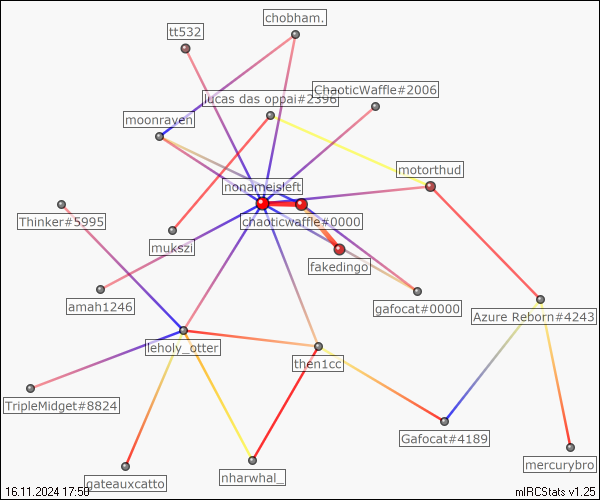 chobham.
tt532
ChaoticWaffle#2006
lucas das oppai#2396
moonrayen
motorthud
nonameisleft
Thinker#5995
chaoticwaffle#0000
mukszi
fakedingo
amah1246
gafocat#0000
Azure Reborn#4243
leholy_otter
then1cc
TripleMidget#8824
Gafocat#4189
mercurybro
nharwhal_
gateauxcatto
16.11.2024 17:50
mIRCStats v1.25